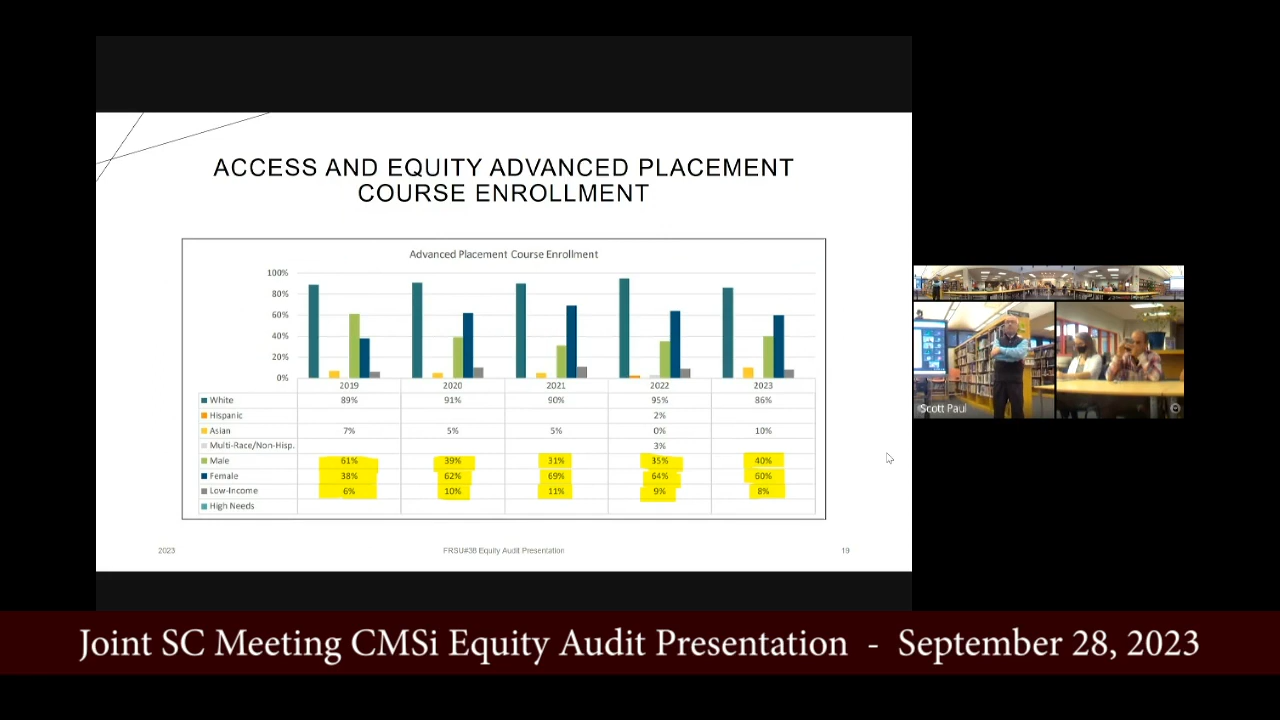 ACCESS AND EQUITY ADVANCED PLACEMENT
COURSE ENROLLMENT
Advanced Placement Course Enrollment
100%
80%
60%
40%
20%
0%
2019 2020 2021 2022 2023
White 89% 91% 90% 95% 86%
Hispanic 2%
Asian 7% 5% 5% 0% 10%
Multi-Race/Non-Hisp. 3%
Male 61% 39% 31% 35% 40%
Female 38% 62% 69% 64% 60%
Low-Income 6% 10% 11% 9% 8%
High Needs
2023 FRSU#38 Equity Audit Presentation 19
Scott Paul
Joint SC Meeting CMSi Equity Audit Presentation - September 28, 2023